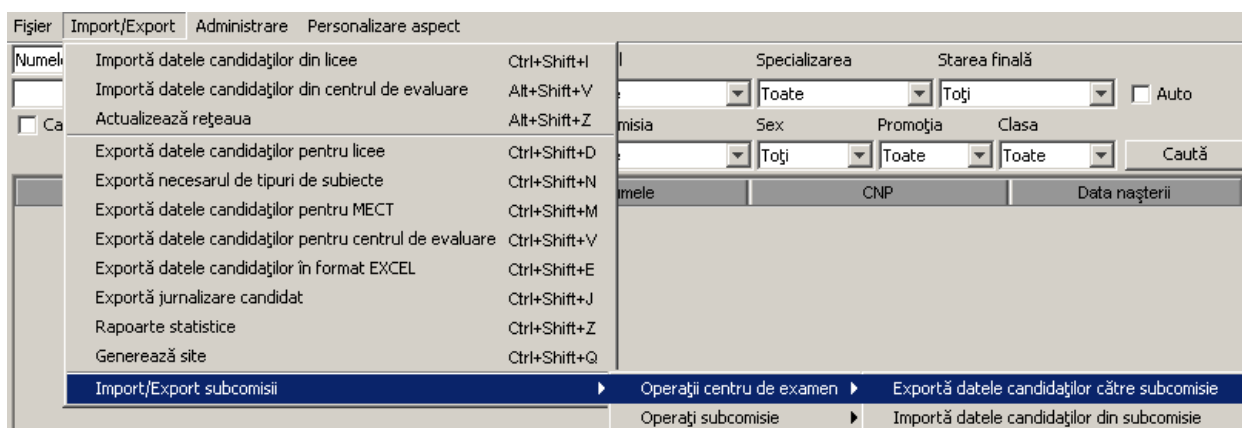 Fişier Import/Export Administrare Personalizare aspect
Importă datele candidaţilor din licee Ctrl+Shift+I
Importă datele candidaţilor din centrul de evaluare Alt+Shift+V
Actualizează reţeaua Alt+Shift+Z
Exportă datele candidaţilor pentru licee Ctrl+Shift+D
Exportă necesarul de tipuri de subiecte Ctrl+Shift+N
Exportă datele candidaţilor pentru MECT Ctrl+Shift+M
Exportă datele candidaţilor pentru centrul de evaluare Ctrl+Shift+V
Exportă datele candidaţilor în format EXCEL Ctrl+Shift+E
Exportă jurnalizare candidat Ctrl+Shift+J
Rapoarte statistice Ctrl+Shift+Z
Generează site Ctrl+Shift+Q
Import/Export subcomisii
Operaţii centru de examen
Operaţi subcomisie
Exportă datele candidaţilor către subcomisie
Importă datele candidaţilor din subcomisie
Specializarea Starea finală
Toate Toţi Auto
Sex Promoţia Clasa
Toţi Toate Toate Caută
CNP Data naşterii